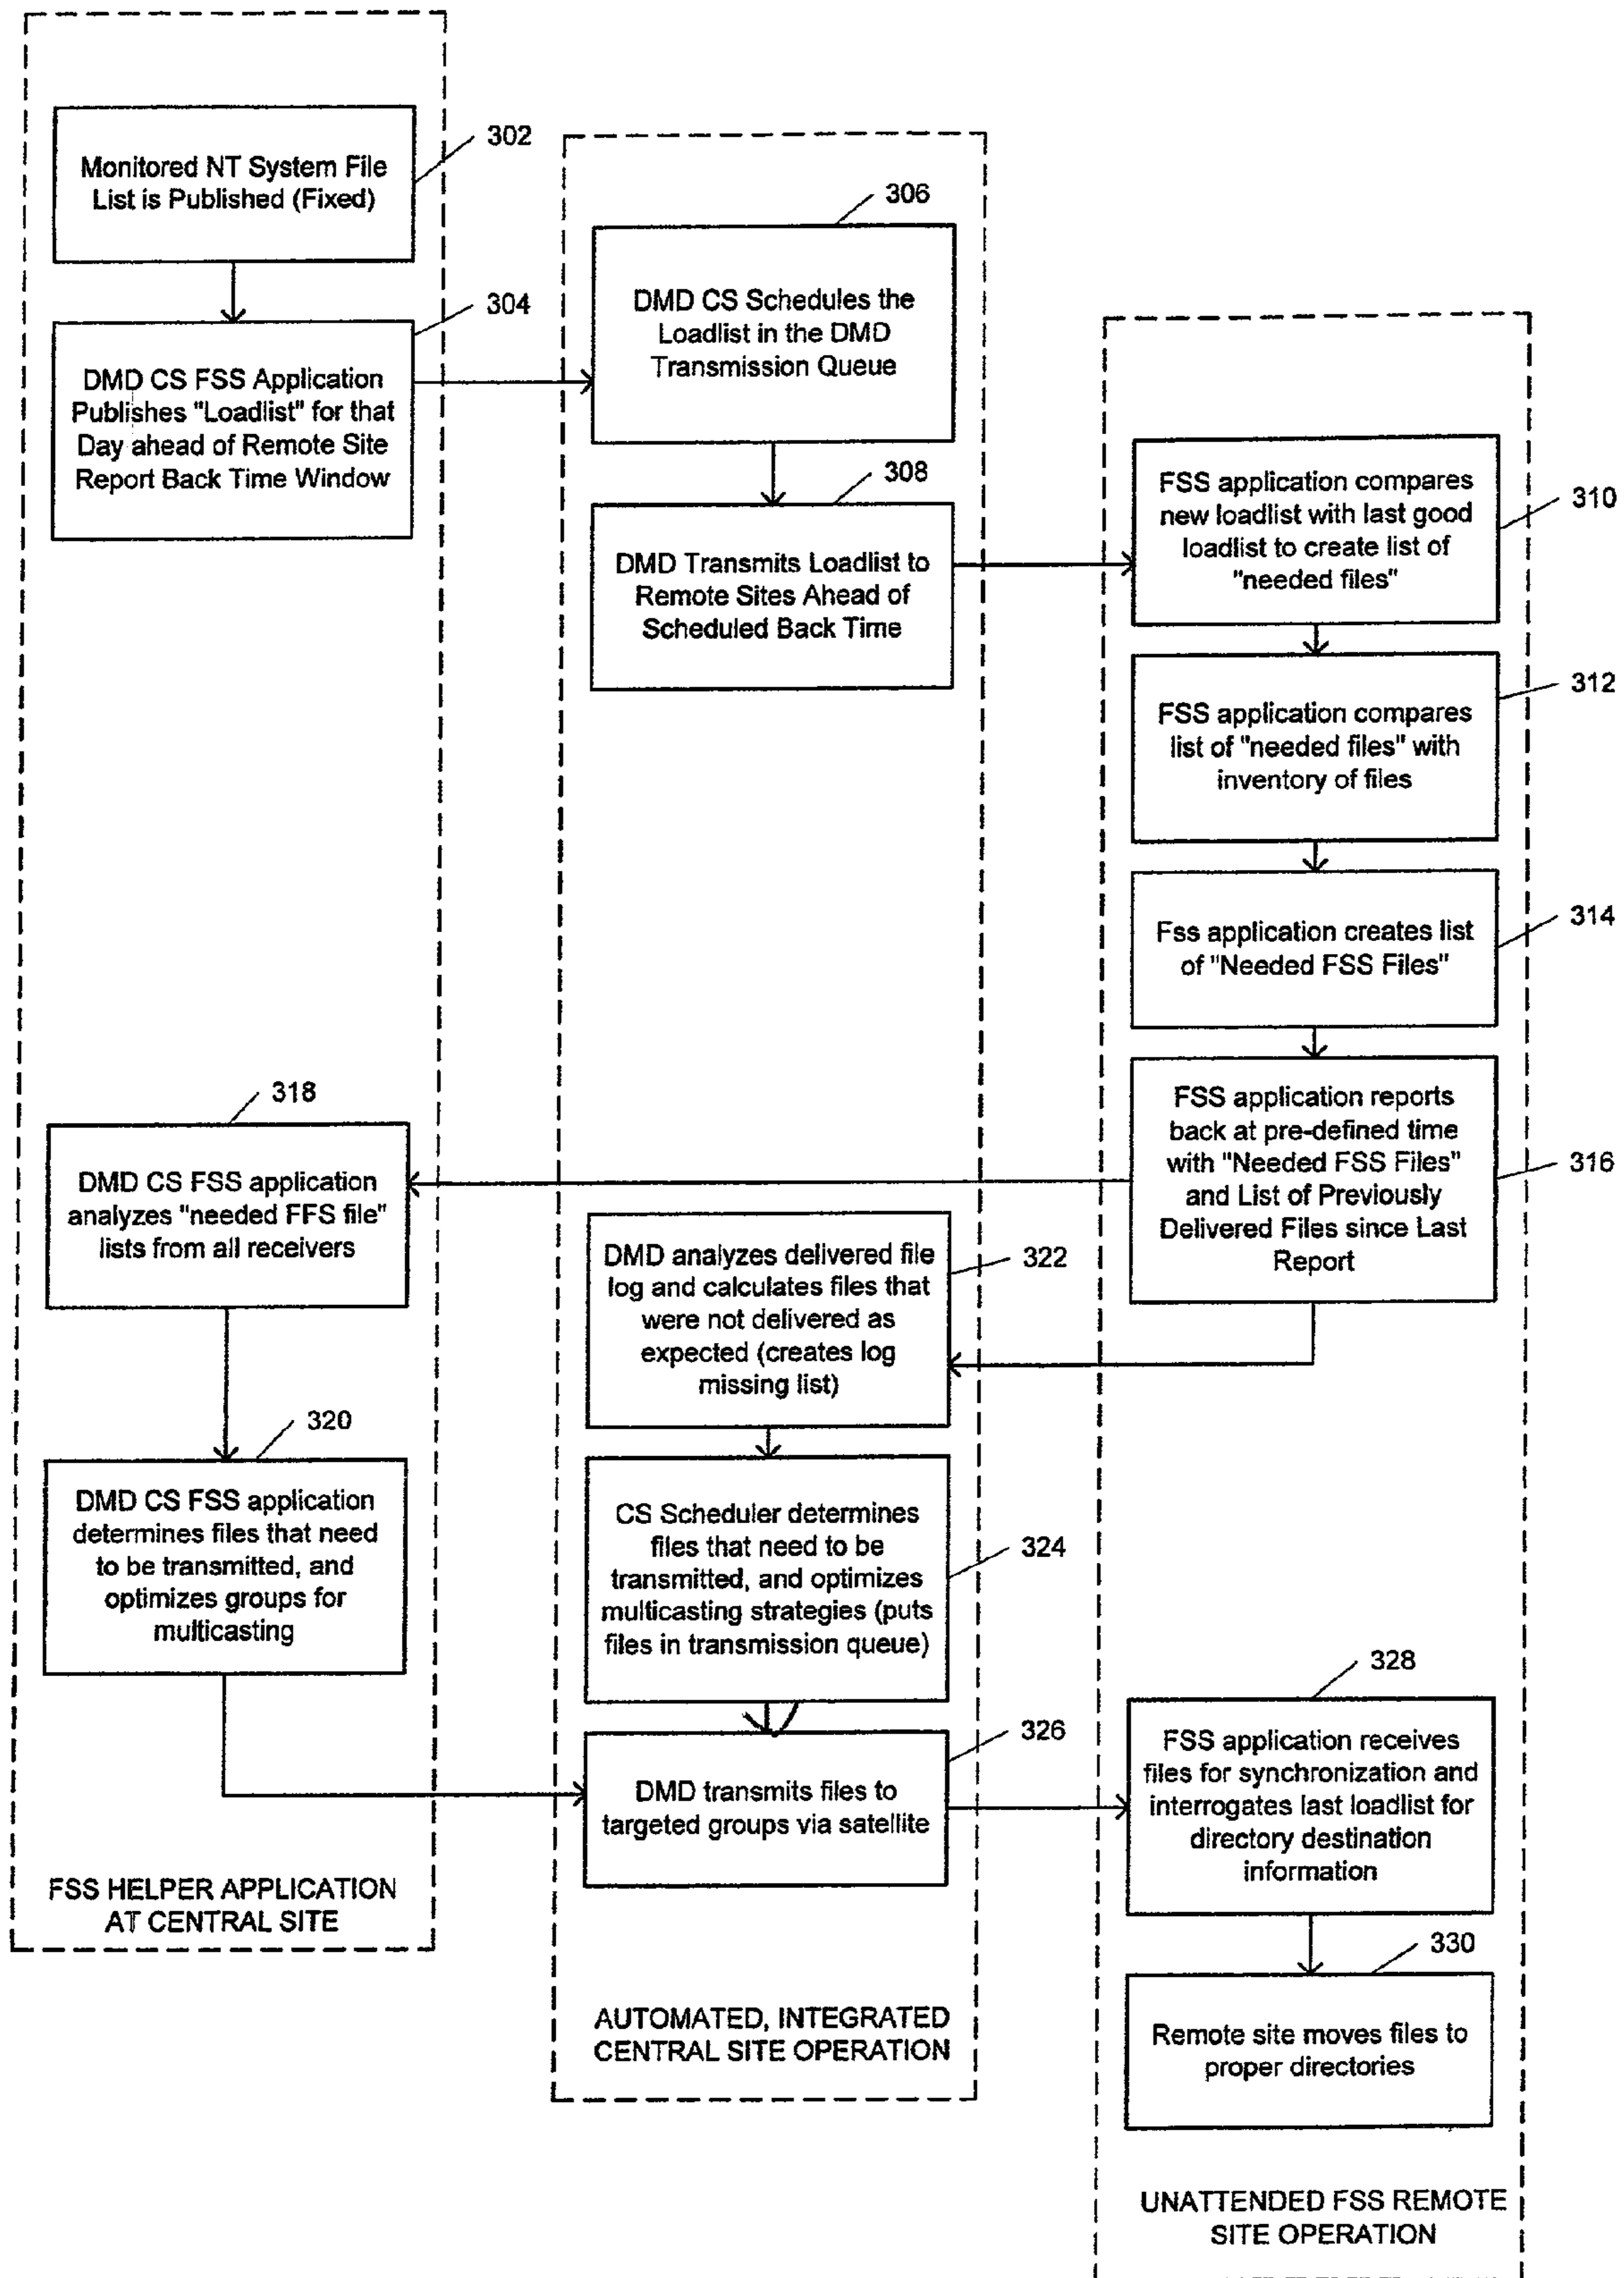 302
Monitored NT System File
List is Published (Fixed)
304
DMD CS FSS Application
Publishes "Loadlist" for that
Day ahead of Remote Site
Report Back Time Window
306
DMD CS Schedules the
Loadlist in the DMD
Transmission Queue
308
DMD Transmits Loadlist to
Remote Sites Ahead of
Scheduled Back Time
310
FSS application compares
new loadlist with last good
loadlist to create list of
"needed files"
312
FSS application compares
list of "needed files" with
inventory of files
314
Fss application creates list
of "Needed FSS Files"
316
FSS application reports
back at pre-defined time
with "Needed FSS Files"
and List of Previously
Delivered Files since Last
Report
318
DMD CS FSS application
analyzes "needed FFS file"
lists from all receivers
320
DMD CS FSS application
determines files that need
to be transmitted, and
optimizes groups for
multicasting
322
DMD analyzes delivered file
log and calculates files that
were not delivered as
expected (creates log
missing list)
324
CS Scheduler determines
files that need to be
transmitted, and optimizes
multicasting strategies (puts
files in transmission queue)
326
DMD transmits files to
targeted groups via satellite
328
FSS application receives
files for synchronization and
interrogates last loadlist for
directory destination
information
330
Remote site moves files to
proper directories
FSS HELPER APPLICATION
AT CENTRAL SITE
AUTOMATED, INTEGRATED
CENTRAL SITE OPERATION
UNATTENDED FSS REMOTE
SITE OPERATION